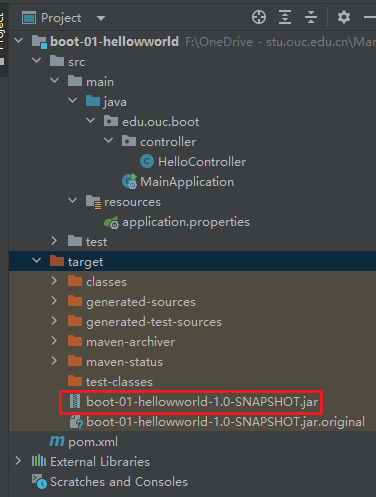 Project
Project
boot-01-hellowworld F:\OneDrive - stu.ouc.edu.cn\Mar
src
main
java
edu.ouc.boot
controller
HelloController
MainApplication
resources
application.properties
test
target
classes
generated-sources
generated-test-sources
maven-archiver
maven-status
test-classes
boot-01-hellowworld-1.0-SNAPSHOT.jar
boot-01-hellowworld-1.0-SNAPSHOT.jar.original
pom.xml
External Libraries
Scratches and Consoles